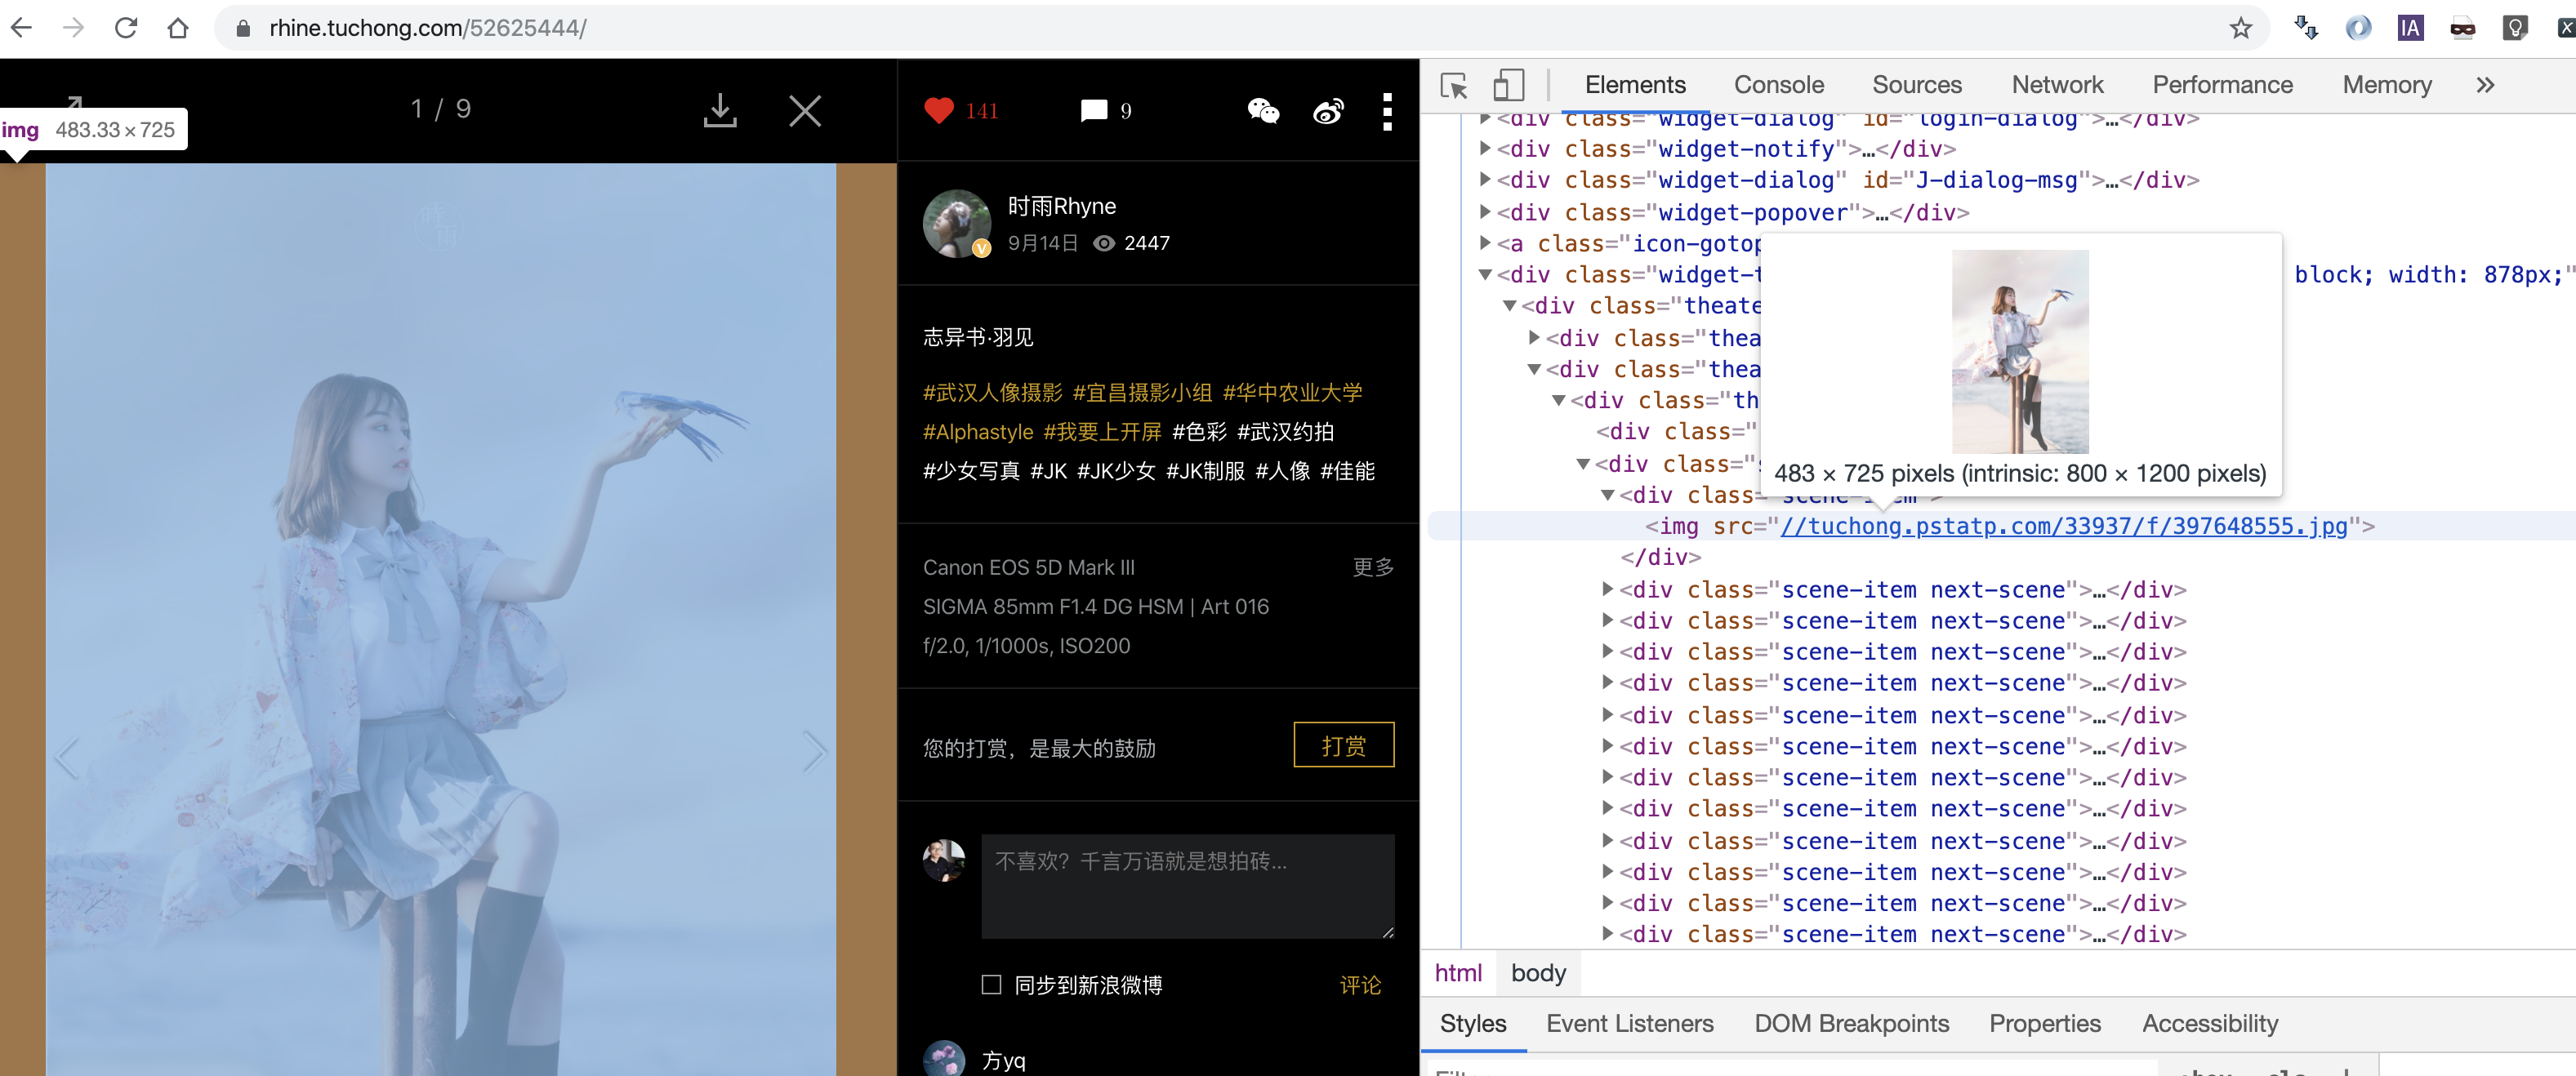 rhine.tuchong.com/52625444/
IA
img 483.33 × 725
1 / 9
141
9
时雨Rhyne
9月14日 2447
志异书·羽见
#武汉人像摄影 #宜昌摄影小组 #华中农业大学
#Alphastyle #我要上开屏 #色彩 #武汉约拍
#少女写真 #JK #JK少女 #JK制服 #人像 #佳能
Canon EOS 5D Mark III 更多
SIGMA 85mm F1.4 DG HSM | Art 016
f/2.0, 1/1000s, ISO200
您的打赏，是最大的鼓励 打赏
不喜欢？千言万语就是想拍砖...
同步到新浪微博 评论
方yq
Elements Console Sources Network Performance Memory
<div class="widget-dialog" id="login-dialog">…</div>
<div class="widget-notify">…</div>
<div class="widget-dialog" id="J-dialog-msg">…</div>
<div class="widget-popover">…</div>
<a class="icon-gotop
<div class="widget-t block; width: 878px;"
<div class="theate
<div class="thea
<div class="thea
<div class="th
<div class="
<div class="s
483 × 725 pixels (intrinsic: 800 × 1200 pixels)
<div class="scene-item">
<img src="//tuchong.pstatp.com/33937/f/397648555.jpg">
</div>
<div class="scene-item next-scene">…</div>
<div class="scene-item next-scene">…</div>
<div class="scene-item next-scene">…</div>
<div class="scene-item next-scene">…</div>
<div class="scene-item next-scene">…</div>
<div class="scene-item next-scene">…</div>
<div class="scene-item next-scene">…</div>
<div class="scene-item next-scene">…</div>
<div class="scene-item next-scene">…</div>
<div class="scene-item next-scene">…</div>
<div class="scene-item next-scene">…</div>
<div class="scene-item next-scene">…</div>
html body
Styles Event Listeners DOM Breakpoints Properties Accessibility